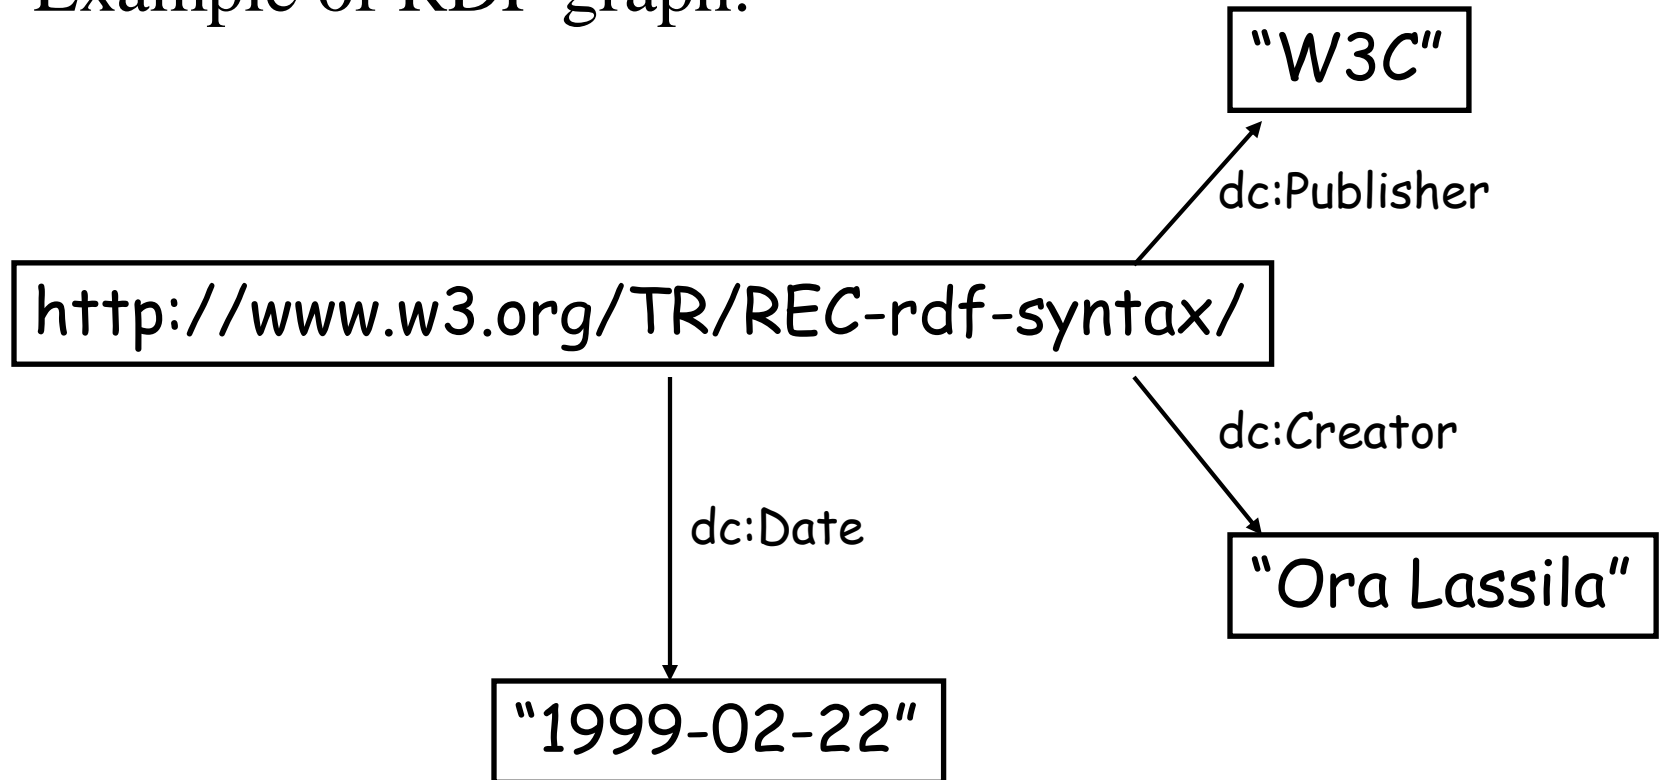 Example of RDF graph:
“W3C”
dc:Publisher
http://www.w3.org/TR/REC-rdf-syntax/
dc:Creator
dc:Date
“Ora Lassila”
“1999-02-22”